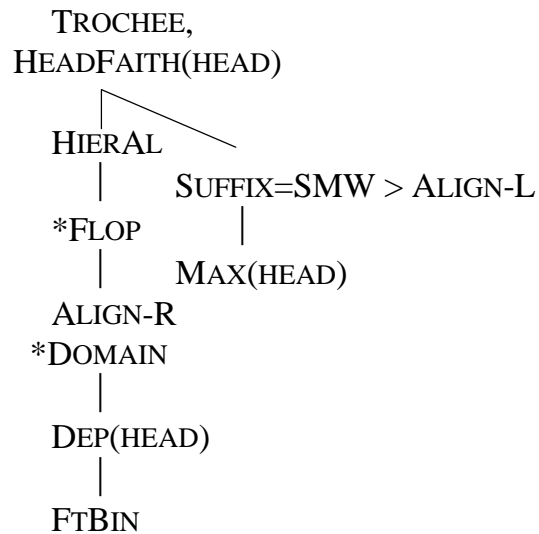 TROCHEE,
HEADFAITH(HEAD)
HIERAL
SUFFIX=SMW > ALIGN-L
*FLOP
MAX(HEAD)
ALIGN-R
*DOMAIN
DEP(HEAD)
FTBIN